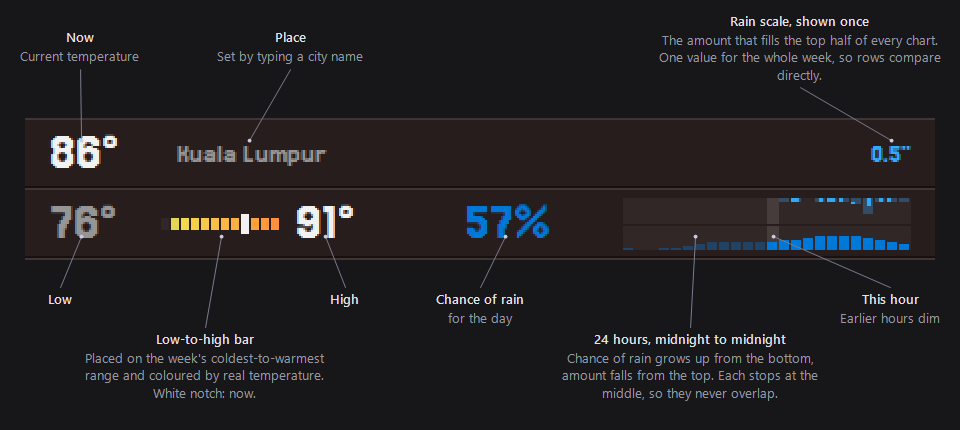 Rain scale, shown once
Now
Place
The amount that fills the top half of every chart.
Current temperature
Set by typing a city name
One value for the whole week, so rows compare
directly.
86°
Kuala Lumpur
0.5"
76°
91°
57%
Low
High
Chance of rain
This hour
for the day
Earlier hours dim
Low-to-high bar
24 hours, midnight to midnight
Placed on the week's coldest-to-warmest
Chance of rain grows up from the bottom,
range and coloured by real temperature.
amount falls from the top. Each stops at the
White notch: now.
middle, so they never overlap.